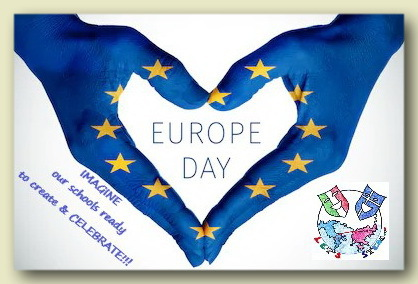 EUROPE
DAY
IMAGINE
our schools ready
to create & CELEBRATE!!!